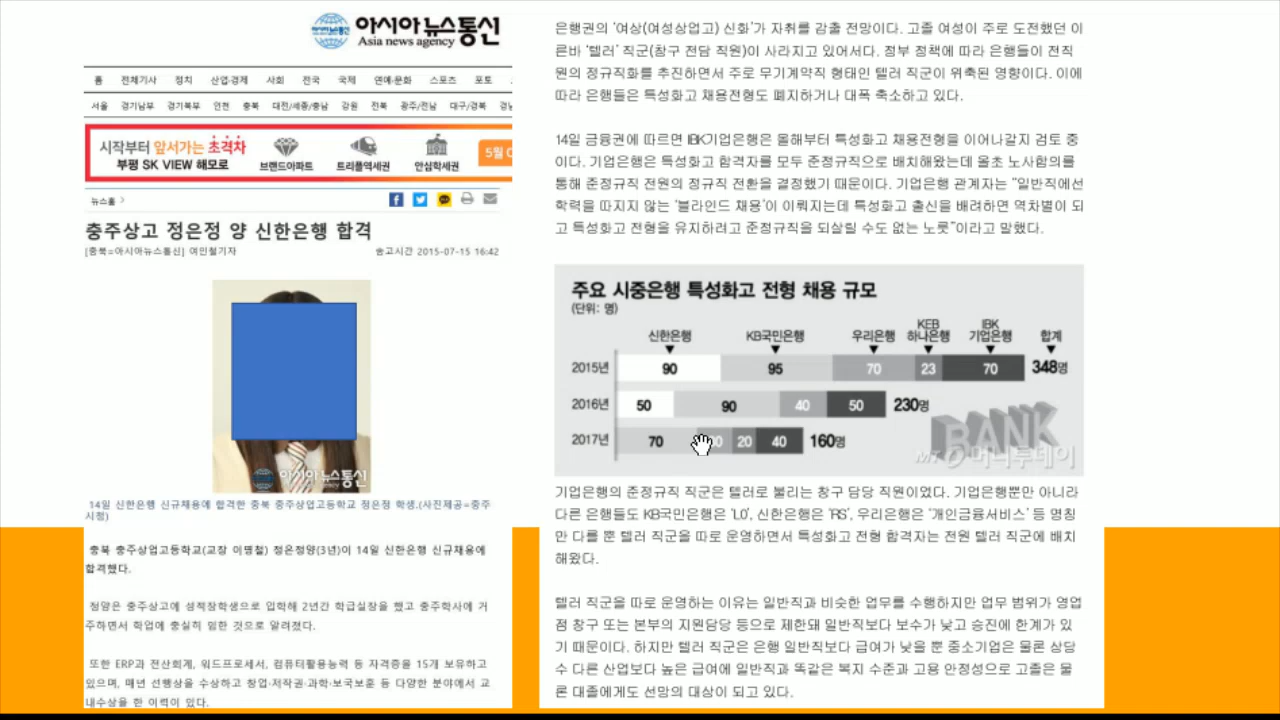 아시아뉴스통신
Asia news agency
홈 전체기사 정치 산업·경제 사회 전국 국제 연예·문화 스포츠 포토
서울 경기남부 경기북부 인천 충북 대전/세종/충남 강원 전북 광주/전남 대구/경북
시작부터 앞서가는 초격차
부평 SK VIEW 해모로
브랜드아파트 트리플역세권 안심학세권
5월
뉴스홈
충주상고 정은정 양 신한은행 합격
[충북=아시아뉴스통신] 여인철기자 송고시간 2015-07-15 16:42
아시아뉴스통신
14일 신한은행 신규채용에 합격한 충북 충주상업고등학교 정은정 학생.(사진제공=충주
시청)
충북 충주상업고등학교(교장 이명철) 정은정양(3년)이 14일 신한은행 신규채용에
합격했다.
정양은 충주상고에 성적장학생으로 입학해 2년간 학급실장을 했고 충주학사에 거
주하면서 학업에 충실히 임한 것으로 알려졌다.
또한 ERP과 전산회계, 워드프로세서, 컴퓨터활용능력 등 자격증을 15개 보유하고
있으며, 매년 선행상을 수상하고 창업·저작권·과학·보국보훈 등 다양한 분야에서 교
내수상을 한 이력이 있다.
은행권의 '여상(여성상업고) 신화'가 자취를 감출 전망이다. 고졸 여성이 주로 도전했던 이
른바 '텔러' 직군(창구 전담 직원)이 사라지고 있어서다. 정부 정책에 따라 은행들이 전직
원의 정규직화를 추진하면서 주로 무기계약직 형태인 텔러 직군이 위축된 영향이다. 이에
따라 은행들은 특성화고 채용전형도 폐지하거나 대폭 축소하고 있다.
14일 금융권에 따르면 IBK기업은행은 올해부터 특성화고 채용전형을 이어나갈지 검토 중
이다. 기업은행은 특성화고 합격자를 모두 준정규직으로 배치해왔는데 올초 노사합의를
통해 준정규직 전원의 정규직 전환을 결정했기 때문이다. 기업은행 관계자는 "일반직에선
학력을 따지지 않는 '블라인드 채용'이 이뤄지는데 특성화고 출신을 배려하면 역차별이 되
고 특성화고 전형을 유지하려고 준정규직을 되살릴 수도 없는 노릇"이라고 말했다.
주요 시중은행 특성화고 전형 채용 규모
(단위: 명)
신한은행 KB국민은행 우리은행 KEB 하나은행 IBK 기업은행 합계
2015년 90 95 70 23 70 348명
2016년 50 90 40 50 230명
2017년 70 20 40 160명
BANK
MT 머니투데이
기업은행의 준정규직 직군은 텔러로 불리는 창구 담당 직원이었다. 기업은행뿐만 아니라
다른 은행들도 KB국민은행은 'L0', 신한은행은 'RS', 우리은행은 '개인금융서비스' 등 명칭
만 다를 뿐 텔러 직군을 따로 운영하면서 특성화고 전형 합격자는 전원 텔러 직군에 배치
해왔다.
텔러 직군을 따로 운영하는 이유는 일반직과 비슷한 업무를 수행하지만 업무 범위가 영업
점 창구 또는 본부의 지원담당 등으로 제한돼 일반직보다 보수가 낮고 승진에 한계가 있
기 때문이다. 하지만 텔러 직군은 은행 일반직보다 급여가 낮을 뿐 중소기업은 물론 상당
수 다른 산업보다 높은 급여에 일반직과 똑같은 복지 수준과 고용 안정성으로 고졸은 물
론 대졸에게도 선망의 대상이 되고 있다.